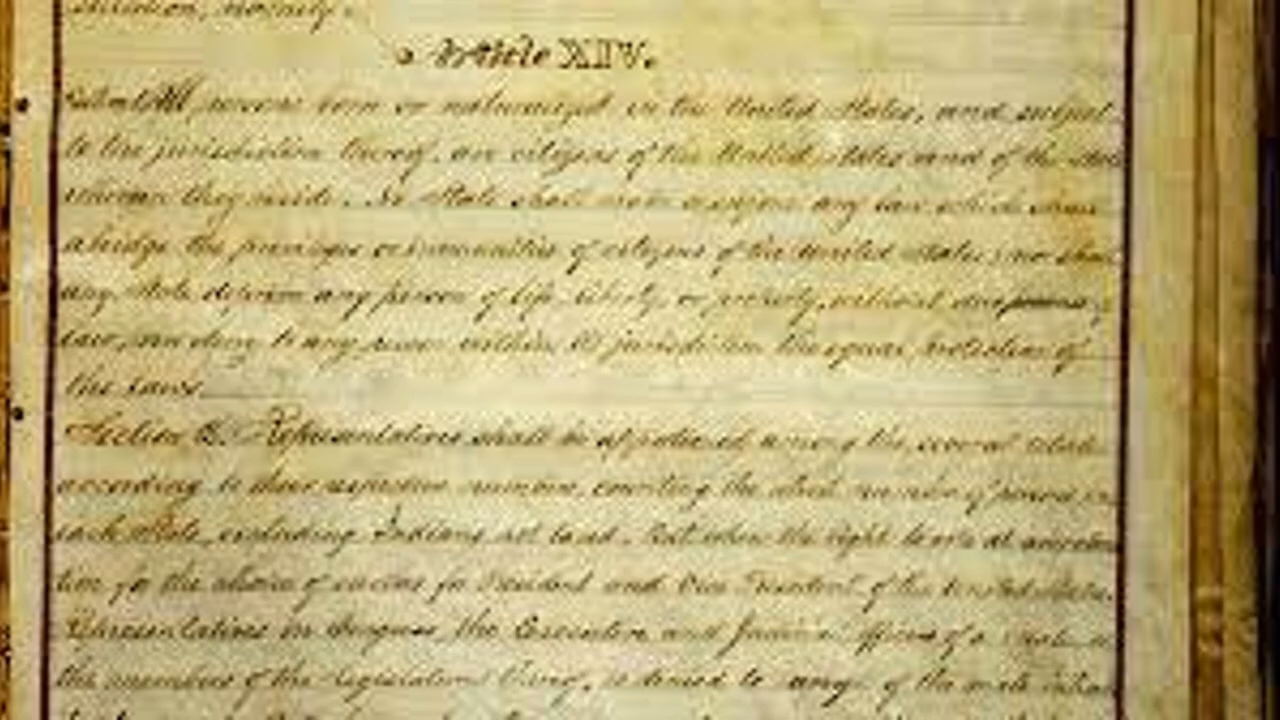 Article XIV.
All persons born or naturalized in the United States, and subject
to the jurisdiction thereof, are citizens of the United States and of the State
wherein they reside. No State shall make or enforce any law which shall
abridge the privileges or immunities of citizens of the United States; nor shall
any State deprive any person of life, liberty, or property, without due process of
law; nor deny to any person within its jurisdiction the equal protection of
the laws.
Section 2. Representatives shall be apportioned among the several States
according to their respective numbers, counting the whole number of persons in
each State, excluding Indians not taxed. But when the right to vote at any elec
tion for the choice of electors for President and Vice President of the United States,
Representatives in Congress, the Executive and Judicial officers of a State, or
the members of the Legislature thereof, is denied to any of the male inhab